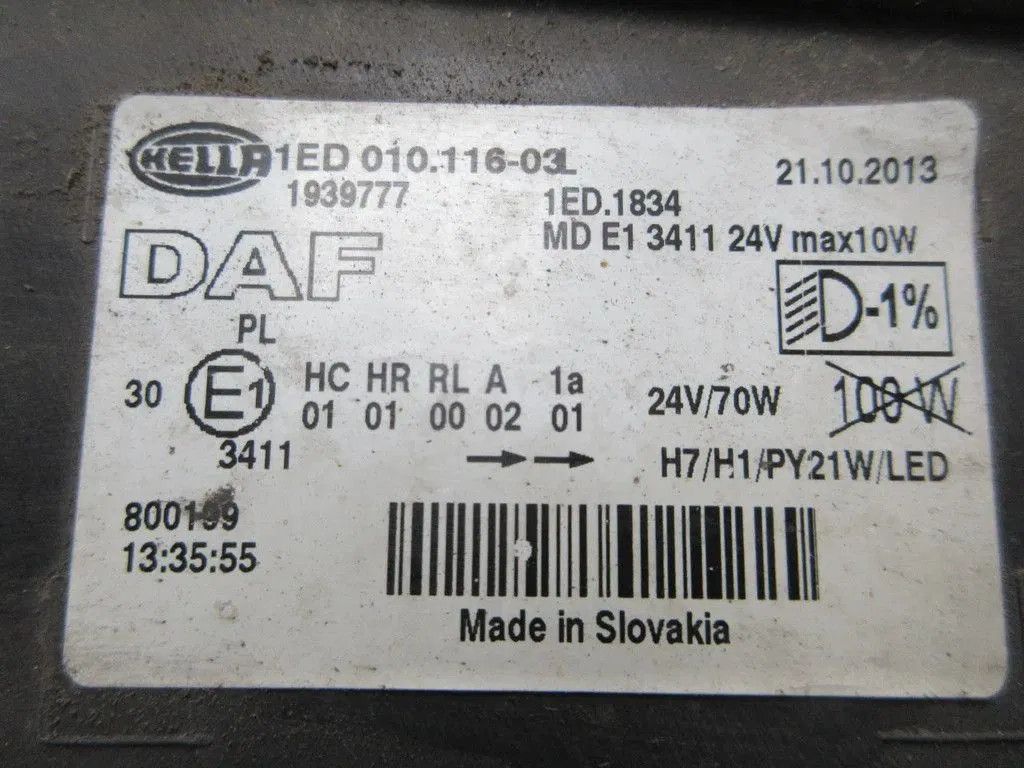 HELLA 1ED 010.116-03L 21.10.2013
1939777 1ED.1834
MD E1 3411 24V max10W
DAF
-1%
PL
30 E1 HC HR RL A 1a 24V/70W 100 W
01 01 00 02 01
3411 H7/H1/PY21W/LED
800199
13:35:55
Made in Slovakia